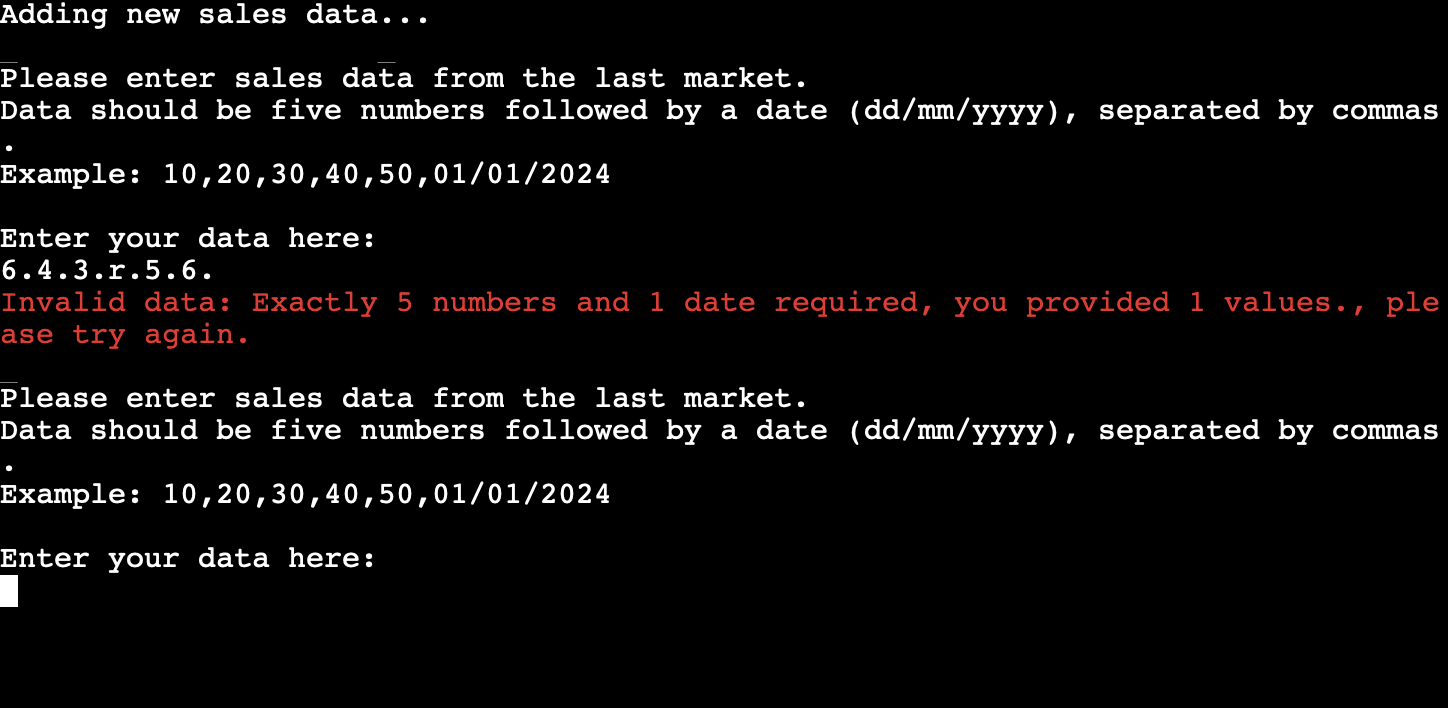 Adding new sales data...
Please enter sales data from the last market.
Data should be five numbers followed by a date (dd/mm/yyyy), separated by commas
.
Example: 10,20,30,40,50,01/01/2024
Enter your data here:
6.4.3.r.5.6.
Invalid data: Exactly 5 numbers and 1 date required, you provided 1 values., ple
ase try again.
Please enter sales data from the last market.
Data should be five numbers followed by a date (dd/mm/yyyy), separated by commas
.
Example: 10,20,30,40,50,01/01/2024
Enter your data here: